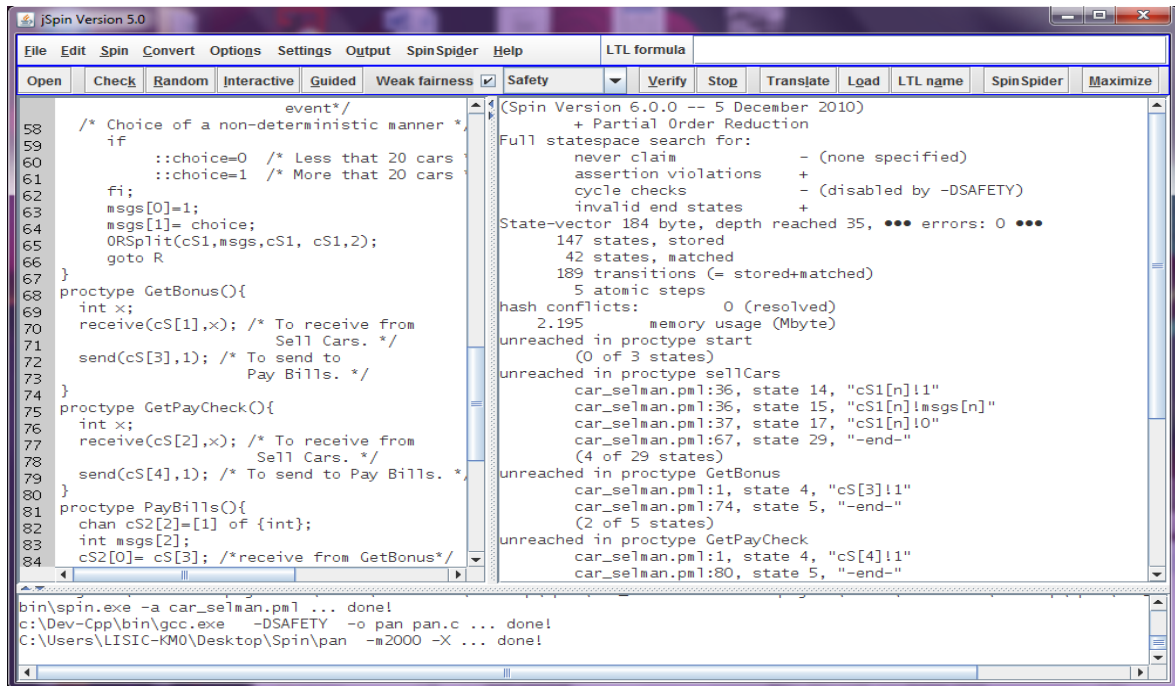 jSpin Version 5.0
File Edit Spin Convert Options Settings Output SpinSpider Help LTL formula
Open Check Random Interactive Guided Weak fairness Safety Verify Stop Translate Load LTL name SpinSpider Maximize
event*/
58 /* Choice of a non-deterministic manner *
59 if
60 ::choice=0 /* Less that 20 cars
61 ::choice=1 /* More that 20 cars
62 fi;
63 msgs[0]=1;
64 msgs[1]= choice;
65 ORSplit(cS1,msgs,cS1, cS1,2);
66 goto R
67 }
68 proctype GetBonus(){
69 int x;
70 receive(cS[1],x); /* To receive from
71 Sell Cars. */
72 send(cS[3],1); /* To send to
73 Pay Bills. */
74 }
75 proctype GetPayCheck(){
76 int x;
77 receive(cS[2],x); /* To receive from
78 Sell Cars. */
79 send(cS[4],1); /* To send to Pay Bills. *
80 }
81 proctype PayBills(){
82 chan cS2[2]=[1] of {int};
83 int msgs[2];
84 cS2[0]= cS[3]; /*receive from GetBonus*/
(Spin Version 6.0.0 -- 5 December 2010)
+ Partial Order Reduction
Full statespace search for:
never claim - (none specified)
assertion violations +
cycle checks - (disabled by -DSAFETY)
invalid end states +
State-vector 184 byte, depth reached 35, ●●● errors: 0 ●●●
147 states, stored
42 states, matched
189 transitions (= stored+matched)
5 atomic steps
hash conflicts: 0 (resolved)
2.195 memory usage (Mbyte)
unreached in proctype start
(0 of 3 states)
unreached in proctype sellCars
car_selman.pml:36, state 14, "cS1[n]!1"
car_selman.pml:36, state 15, "cS1[n]!msgs[n]"
car_selman.pml:37, state 17, "cS1[n]!0"
car_selman.pml:67, state 29, "-end-"
(4 of 29 states)
unreached in proctype GetBonus
car_selman.pml:1, state 4, "cS[3]!1"
car_selman.pml:74, state 5, "-end-"
(2 of 5 states)
unreached in proctype GetPayCheck
car_selman.pml:1, state 4, "cS[4]!1"
car_selman.pml:80, state 5, "-end-"
bin\spin.exe -a car_selman.pml ... done!
c:\Dev-Cpp\bin\gcc.exe -DSAFETY -o pan pan.c ... done!
C:\Users\LISIC-KMO\Desktop\Spin\pan -m2000 -X ... done!